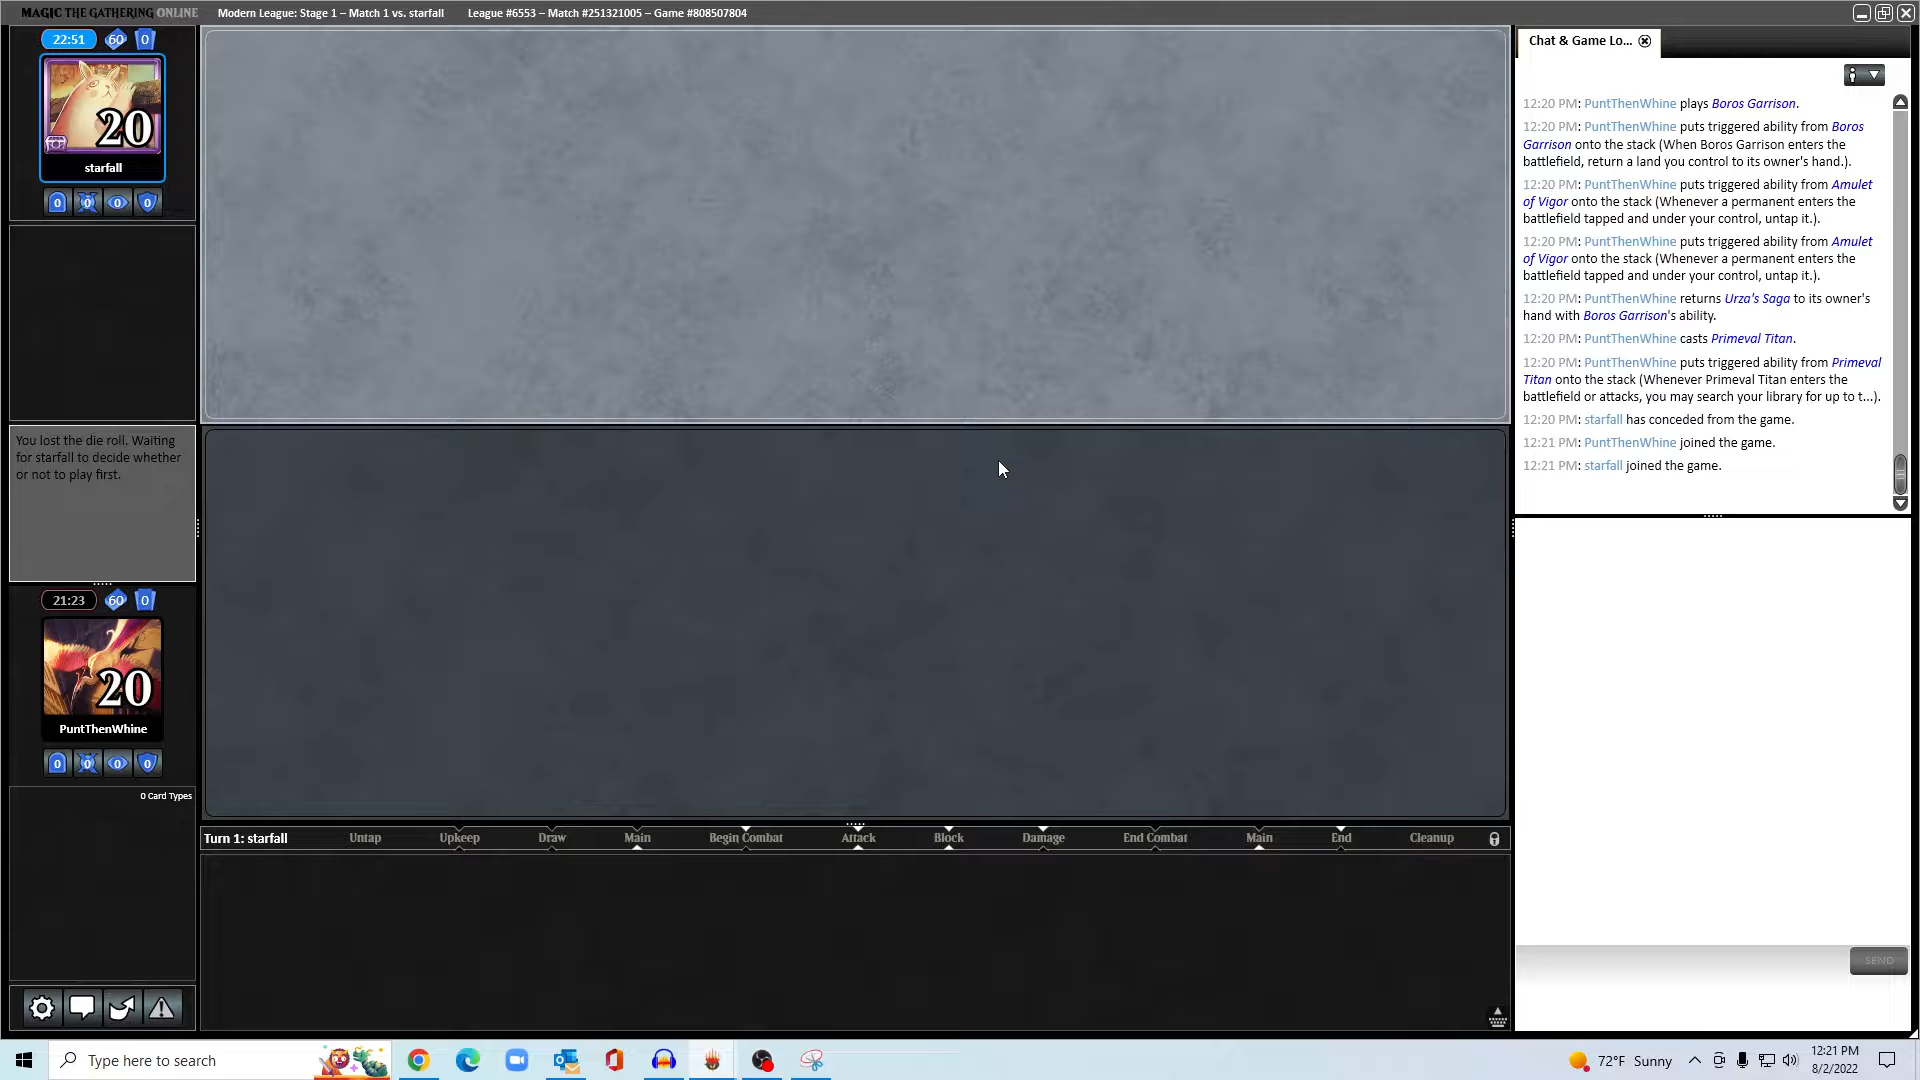 MAGIC THE GATHERING ONLINE
Modern League: Stage 1 – Match 1 vs. starfall
League #6553 – Match #251321005 – Game #808507804
22:51
60
0
20
starfall
0
0
0
0
You lost the die roll. Waiting
for starfall to decide whether
or not to play first.
21:23
60
0
20
PuntThenWhine
0
0
0
0
0 Card Types
Turn 1: starfall
Untap
Upkeep
Draw
Main
Begin Combat
Attack
Block
Damage
End Combat
Main
End
Cleanup
Chat & Game Lo...
12:20 PM: PuntThenWhine plays Boros Garrison.
12:20 PM: PuntThenWhine puts triggered ability from Boros
Garrison onto the stack (When Boros Garrison enters the
battlefield, return a land you control to its owner's hand.).
12:20 PM: PuntThenWhine puts triggered ability from Amulet
of Vigor onto the stack (Whenever a permanent enters the
battlefield tapped and under your control, untap it.).
12:20 PM: PuntThenWhine puts triggered ability from Amulet
of Vigor onto the stack (Whenever a permanent enters the
battlefield tapped and under your control, untap it.).
12:20 PM: PuntThenWhine returns Urza's Saga to its owner's
hand with Boros Garrison's ability.
12:20 PM: PuntThenWhine casts Primeval Titan.
12:20 PM: PuntThenWhine puts triggered ability from Primeval
Titan onto the stack (Whenever Primeval Titan enters the
battlefield or attacks, you may search your library for up to t...).
12:20 PM: starfall has conceded from the game.
12:21 PM: PuntThenWhine joined the game.
12:21 PM: starfall joined the game.
SEND
Type here to search
72°F Sunny
12:21 PM
8/2/2022